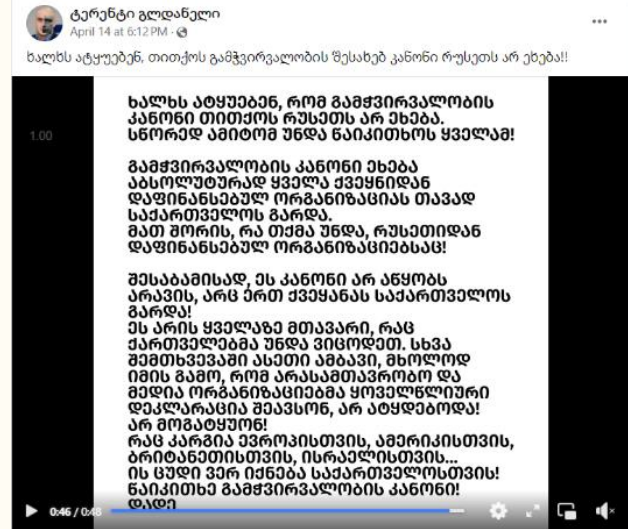 ტერენტი გლდანელი
April 14 at 6:12 PM ·
ხალხს ატყუებენ, თითქოს გამჭვირვალობის შესახებ კანონი რუსეთს არ ეხება!!
ხალხს ატყუებენ, რომ გამჭვირვალობის
კანონი თითქოს რუსეთს არ ეხება.
სწორედ ამიტომ უნდა წაიკითხოს ყველამ!
1.00
გამჭვირვალობის კანონი ეხება
აბსოლუტურად ყველა ქვეყნიდან
დაფინანსებულ ორგანიზაციას თავად
საქართველოს გარდა.
მათ შორის, რა თქმა უნდა, რუსეთიდან
დაფინანსებულ ორგანიზაციებსაც!
შესაბამისად, ეს კანონი არ აწყობს
არავის, არც ერთ ქვეყანას საქართველოს
გარდა!
ეს არის ყველაზე მთავარი, რაც
ქართველებმა უნდა ვიცოდეთ. სხვა
შემთხვევაში ასეთი ამბავი, მხოლოდ
იმის გამო, რომ არასამთავრობო და
მედია ორგანიზაციებმა ყოველწლიური
დეკლარაცია შეავსონ, არ ატყდებოდა!
არ მოგატყუონ!
რაც კარგია ევროპისთვის, ამერიკისთვის,
ბრიტანეთისთვის, ისრაელისთვის...
ის ცუდი ვერ იქნება საქართველოსთვის!
წაიკითხე გამჭვირვალობის კანონი!
დადე
0:46 / 0:48